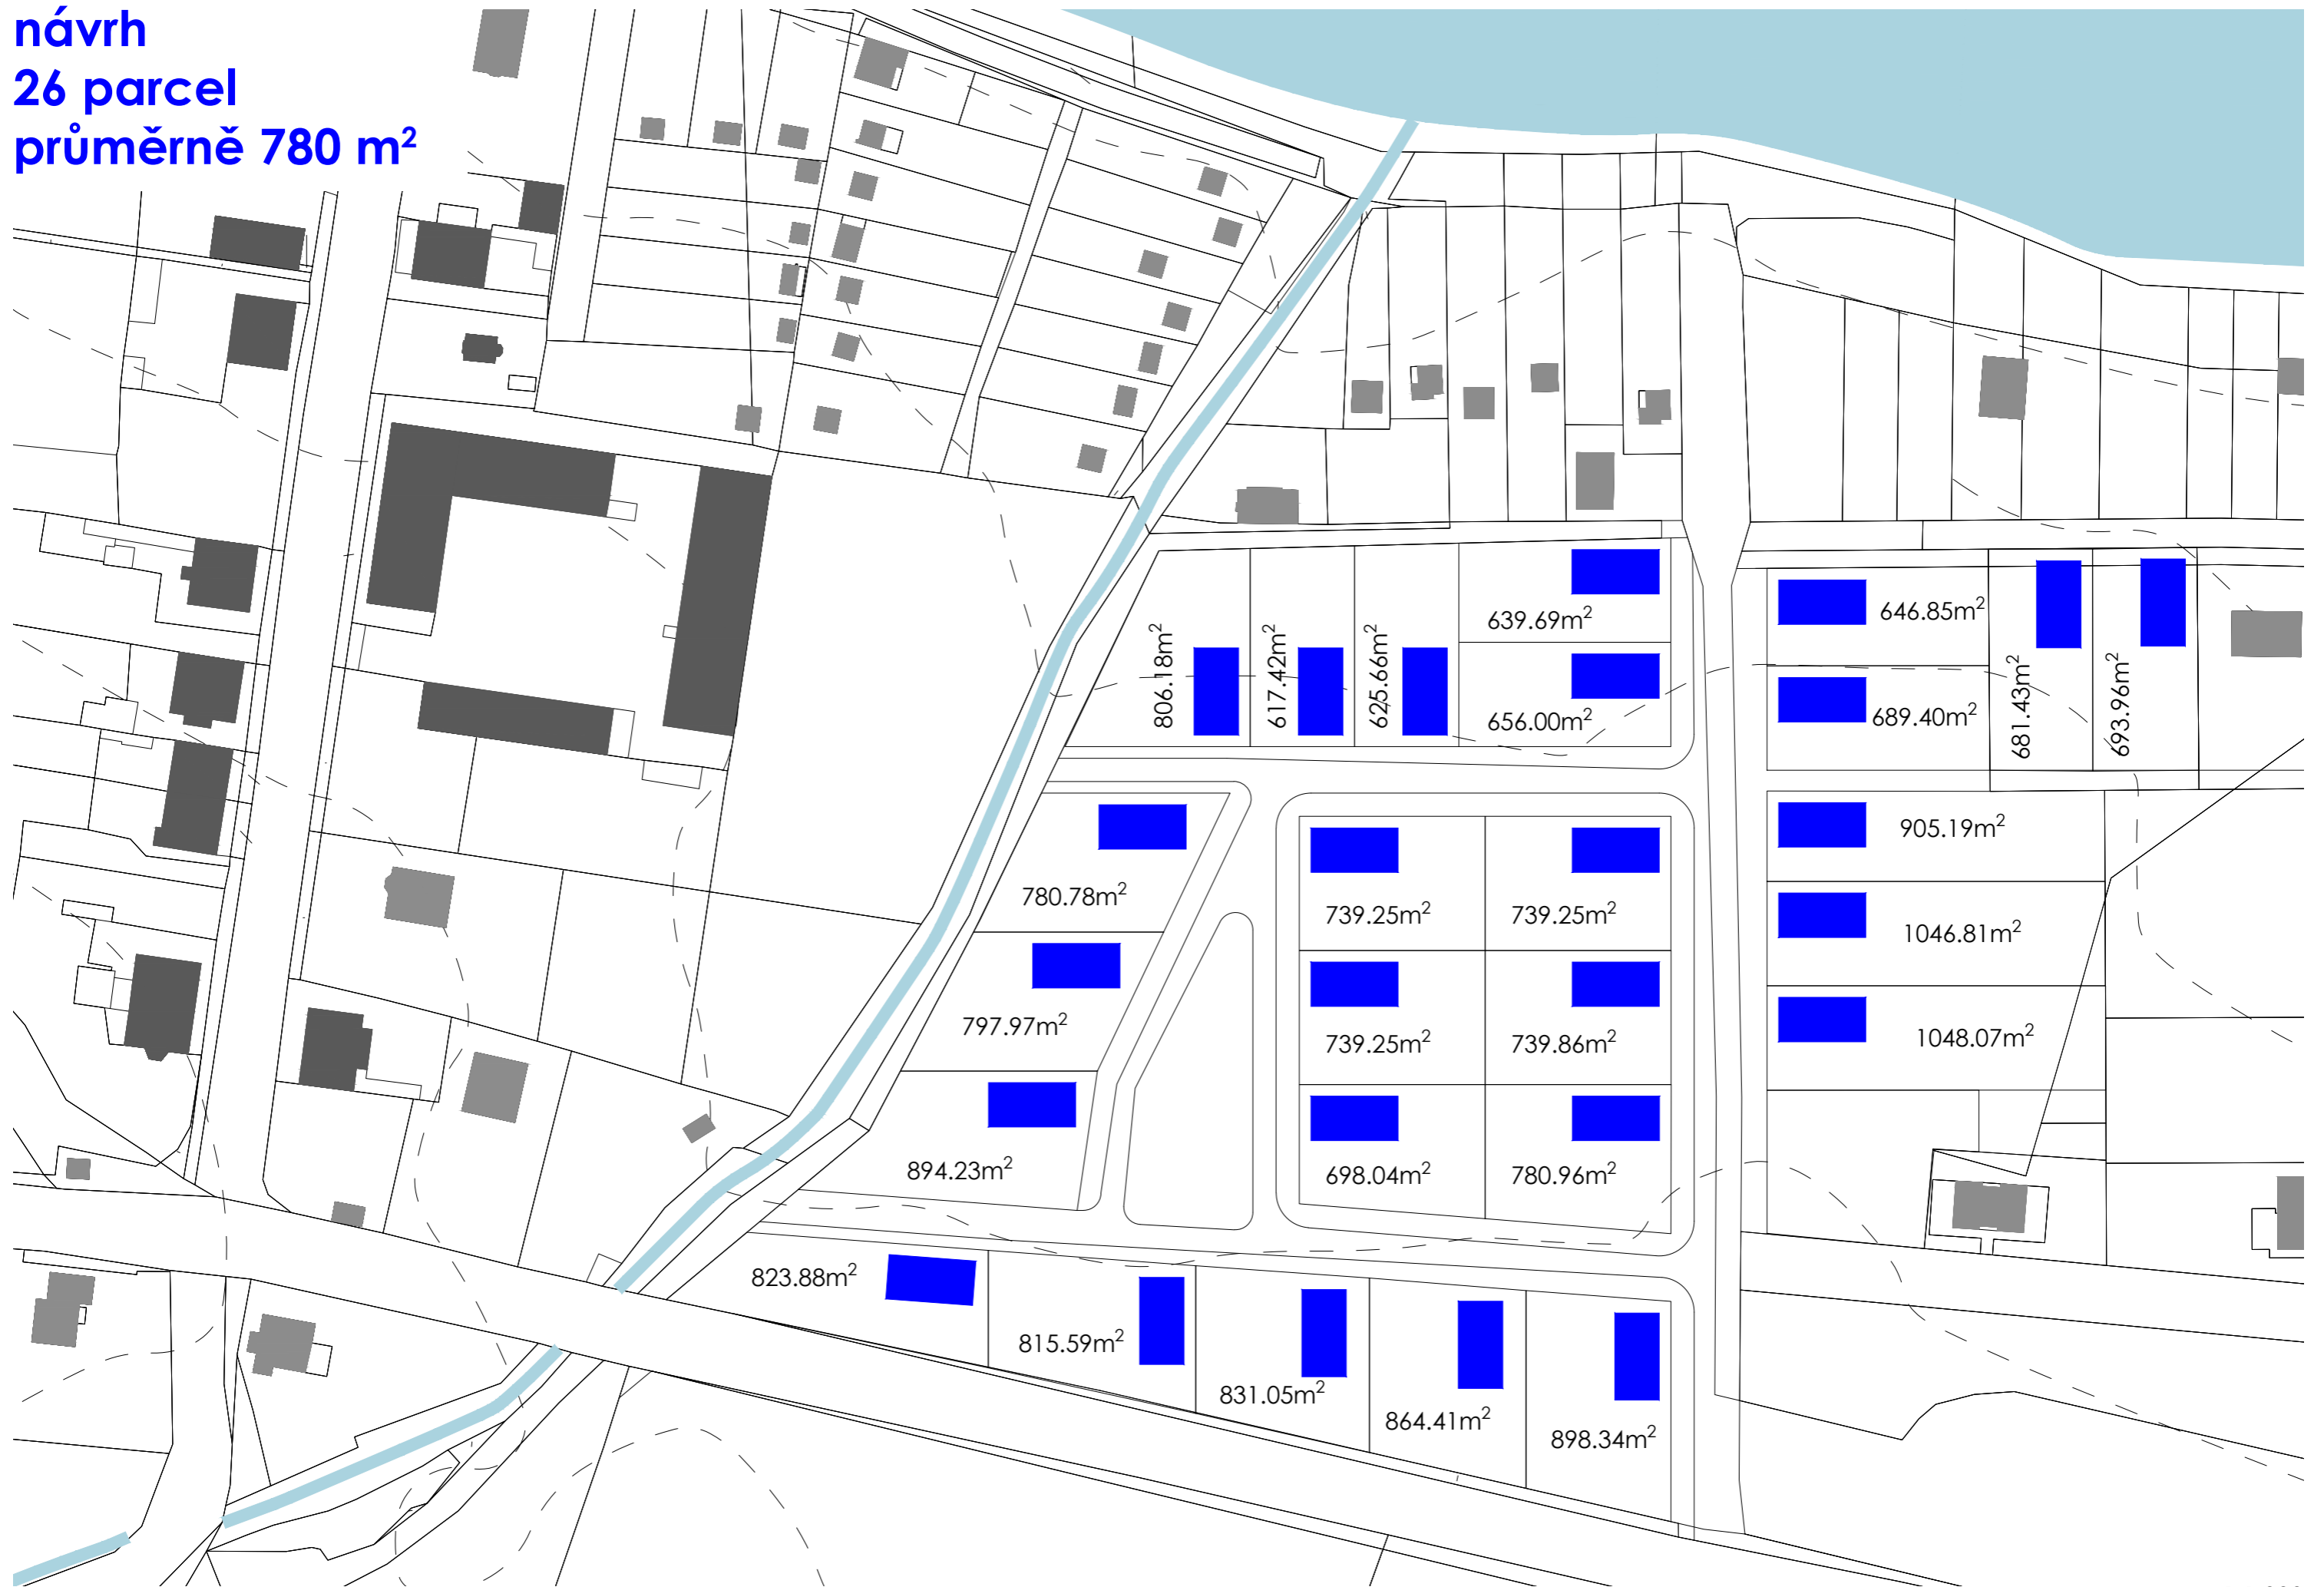 návrh
26 parcel
průměrně 780 m²
806.18m²
617.42m²
625.66m²
639.69m²
656.00m²
646.85m²
689.40m²
681.43m²
693.96m²
780.78m²
797.97m²
894.23m²
739.25m²
739.25m²
739.25m²
739.86m²
698.04m²
780.96m²
905.19m²
1046.81m²
1048.07m²
823.88m²
815.59m²
831.05m²
864.41m²
898.34m²